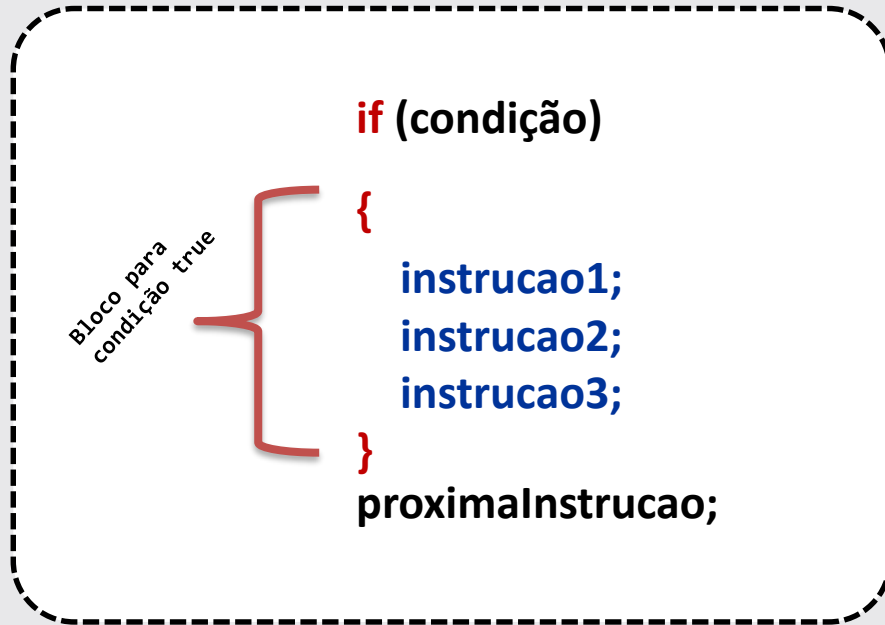 if (condição)
{
Bloco para
condição true
instrucao1;
instrucao2;
instrucao3;
}
proximaInstrucao;